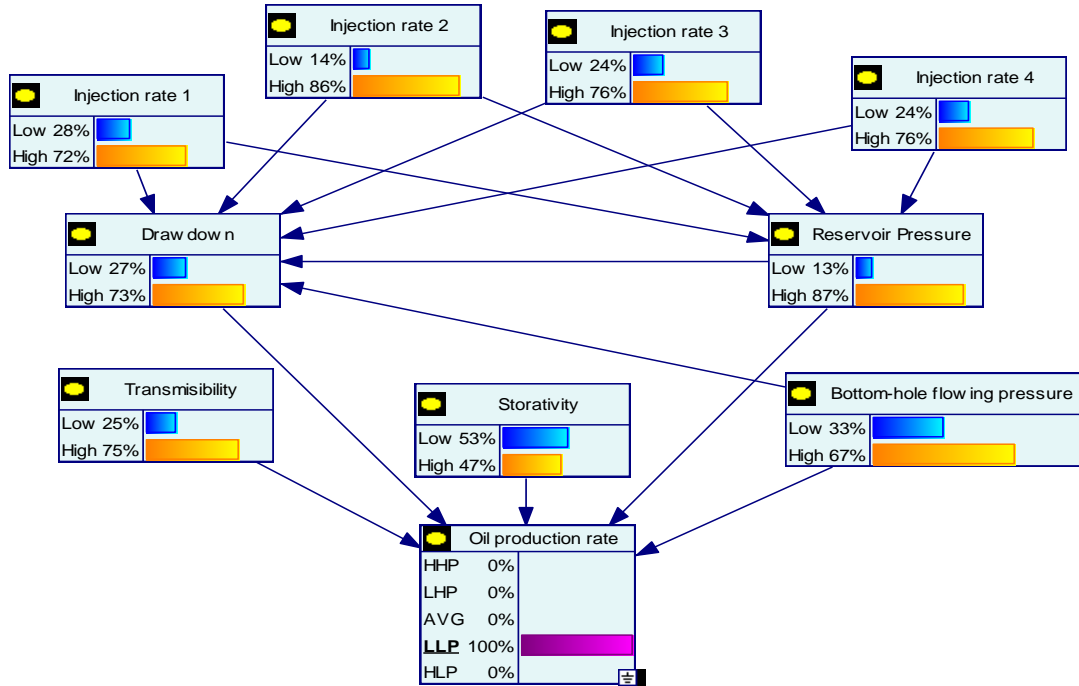 Injection rate 2
Low 14%
High 86%
Injection rate 3
Low 24%
High 76%
Injection rate 1
Low 28%
High 72%
Injection rate 4
Low 24%
High 76%
Draw dow n
Low 27%
High 73%
Reservoir Pressure
Low 13%
High 87%
Transmisibility
Low 25%
High 75%
Storativity
Low 53%
High 47%
Bottom-hole flow ing pressure
Low 33%
High 67%
Oil production rate
HHP 0%
LHP 0%
AVG 0%
LLP 100%
HLP 0%